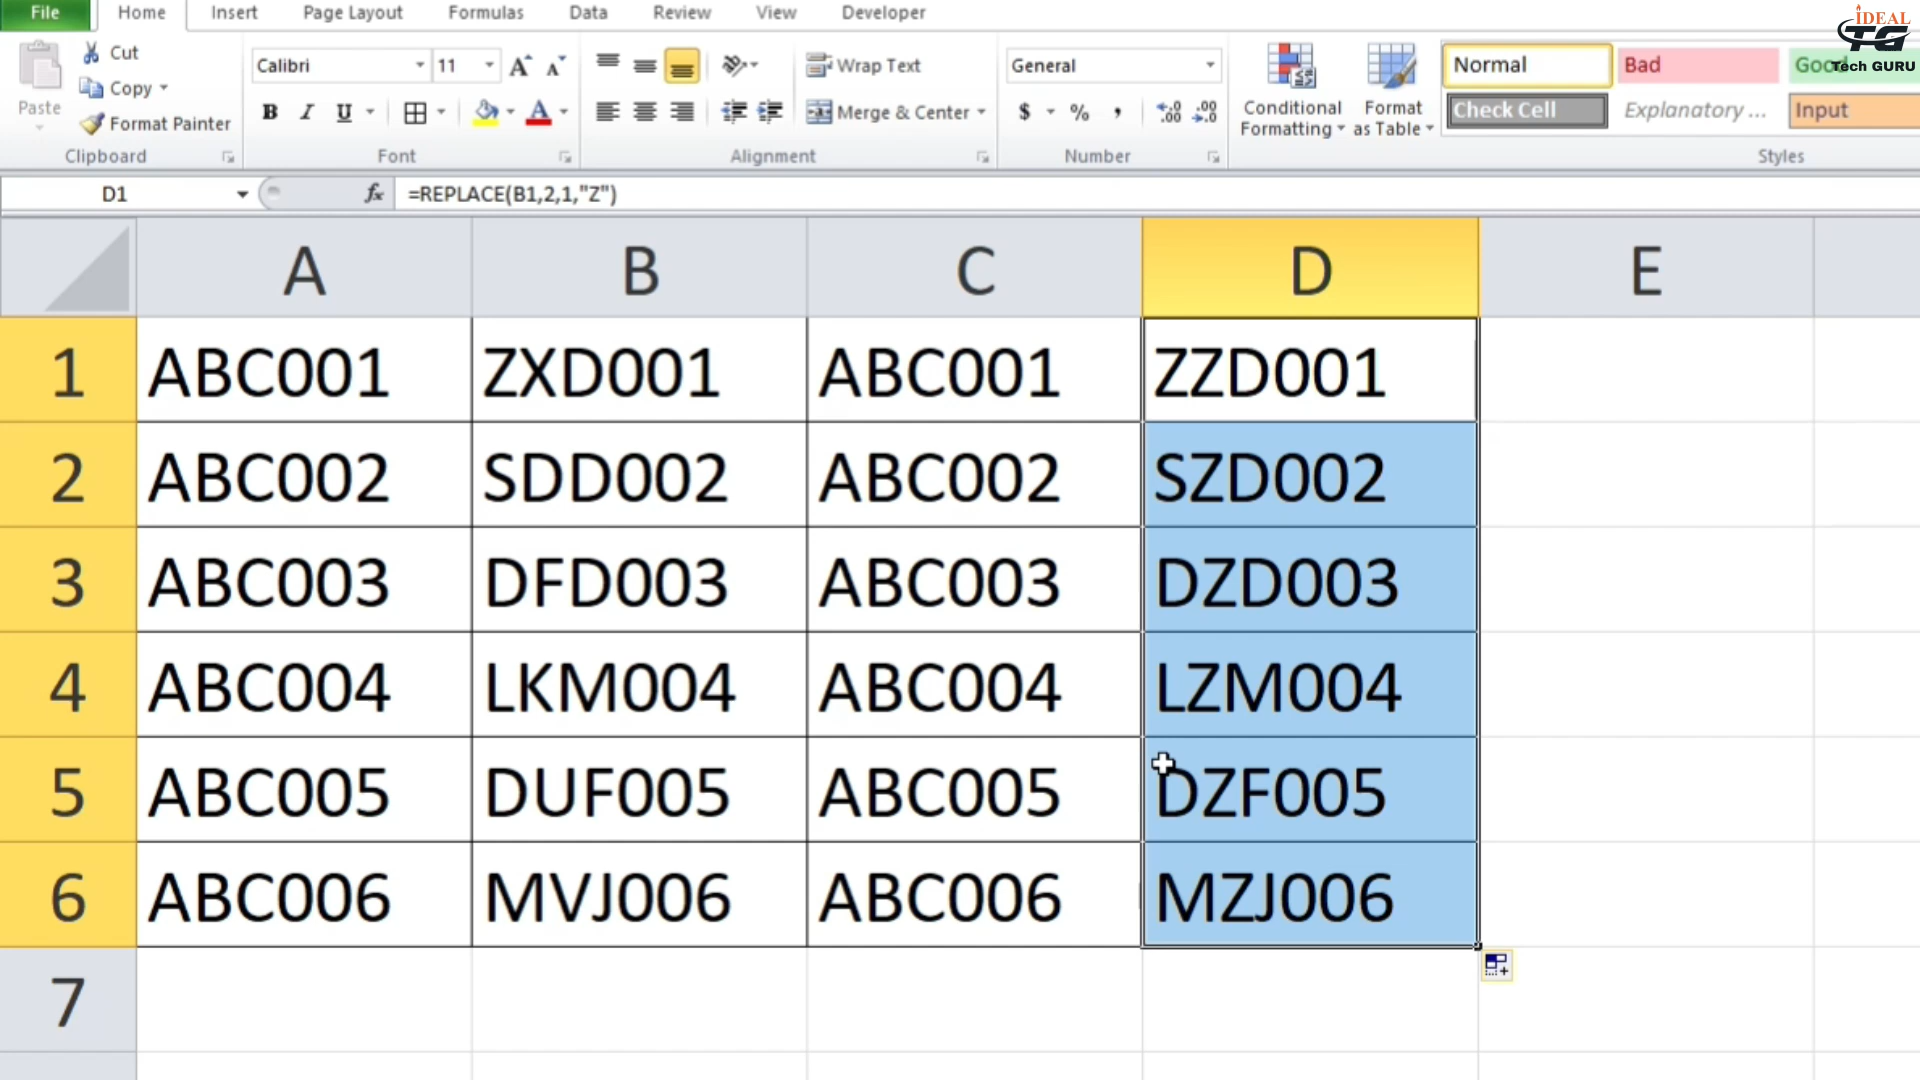 File Home Insert Page Layout Formulas Data Review View Developer
IDEAL
TG
Tech GURU
Paste
Cut
Copy
Format Painter
Clipboard
Calibri 11
B I U
A
Font
Wrap Text
Merge & Center
Alignment
General
$ % ,
Number
Conditional Formatting
Format as Table
Normal Bad Good
Check Cell Explanatory ... Input
Styles
D1 fx =REPLACE(B1,2,1,"Z")
A B C D E
1 ABC001 ZXD001 ABC001 ZZD001
2 ABC002 SDD002 ABC002 SZD002
3 ABC003 DFD003 ABC003 DZD003
4 ABC004 LKM004 ABC004 LZM004
5 ABC005 DUF005 ABC005 DZF005
6 ABC006 MVJ006 ABC006 MZJ006
7